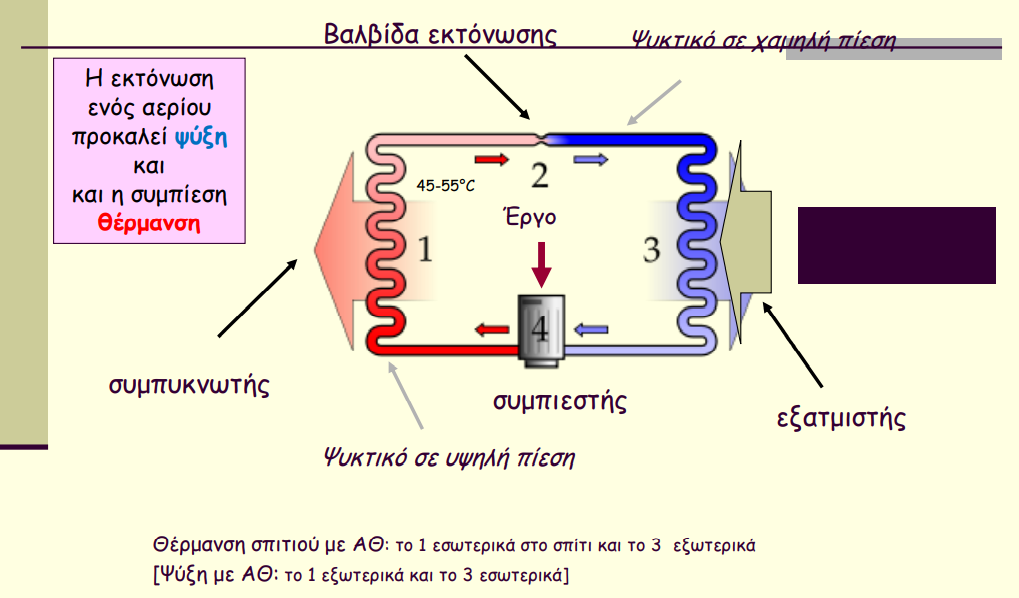 Βαλβίδα εκτόνωσης
Ψυκτικό σε χαμηλή πίεση
Η εκτόνωση
ενός αερίου
προκαλεί ψύξη
και
και η συμπίεση
θέρμανση
45-55°C
2
Έργο
1
3
4
συμπυκνωτής
συμπιεστής
εξατμιστής
Ψυκτικό σε υψηλή πίεση
Θέρμανση σπιτιού με ΑΘ: το 1 εσωτερικά στο σπίτι και το 3 εξωτερικά
[Ψύξη με ΑΘ: το 1 εξωτερικά και το 3 εσωτερικά]